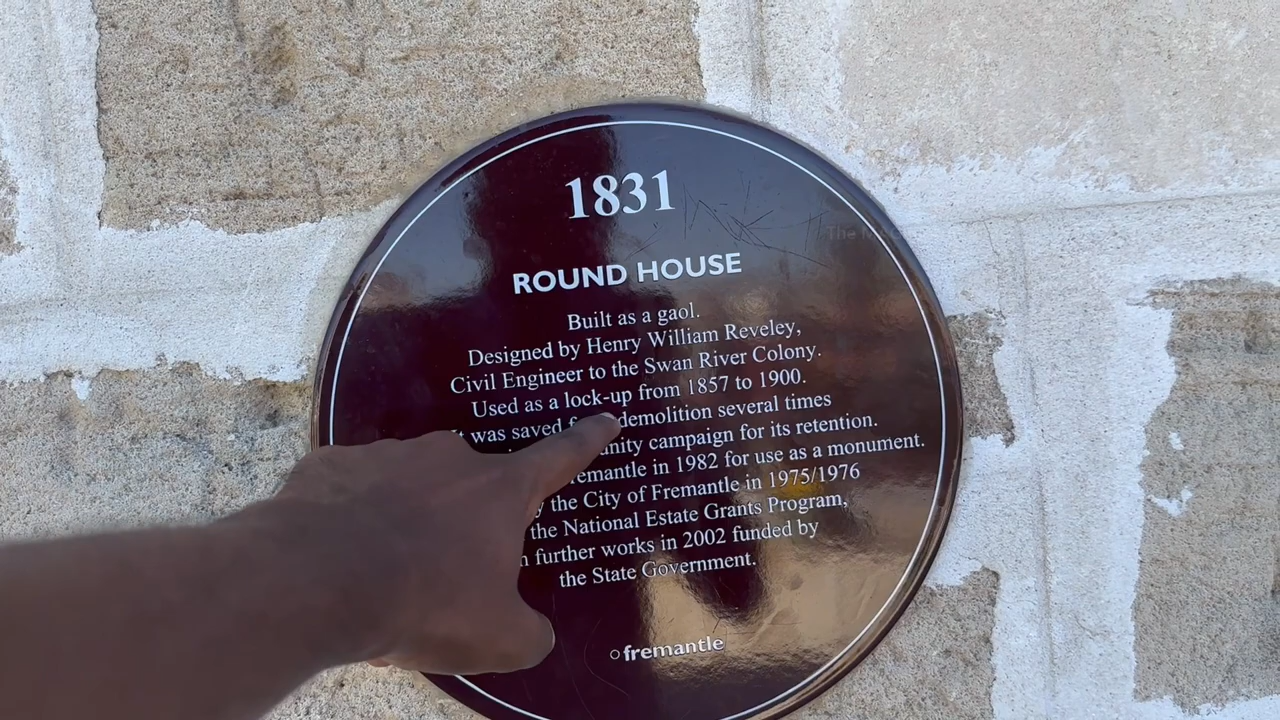 1831
ROUND HOUSE
Built as a gaol.
Designed by Henry William Reveley,
Civil Engineer to the Swan River Colony.
Used as a lock-up from 1857 to 1900.
It was saved demolition several times
campaign for its retention.
in 1982 for use as a monument.
the City of Fremantle in 1975/1976
the National Estate Grants Program,
further works in 2002 funded by
the State Government.
fremantle